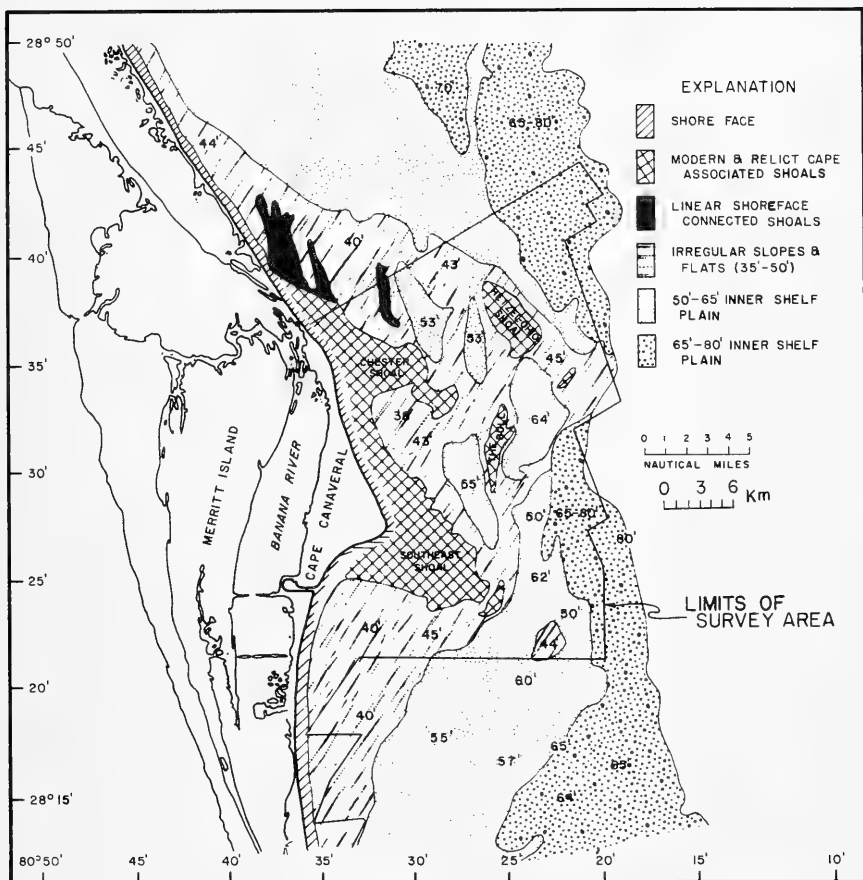 28° 50'
45'
40'
35'
30'
25'
20'
28° 15'
80° 50'
45'
40'
35'
30'
25'
20'
15'
10'
EXPLANATION
SHORE FACE
MODERN & RELICT CAPE
ASSOCIATED SHOALS
LINEAR SHOREFACE
CONNECTED SHOALS
IRREGULAR SLOPES &
FLATS (35'-50')
50'-65' INNER SHELF
PLAIN
65'-80' INNER SHELF
PLAIN
0 1 2 3 4 5
NAUTICAL MILES
0 3 6 Km
LIMITS OF
SURVEY AREA
MERRITT ISLAND
BANANA RIVER
CAPE CANAVERAL
70'
65-80'
44'
40'
43'
53'
53'
SHOAL
45'
CHESTER
SHOAL
38'
43'
THE BULL
64'
55'
50'
65-80'
80'
SOUTHEAST
SHOAL
62'
50'
40'
45'
44'
60'
40'
55'
57'
65'
65'